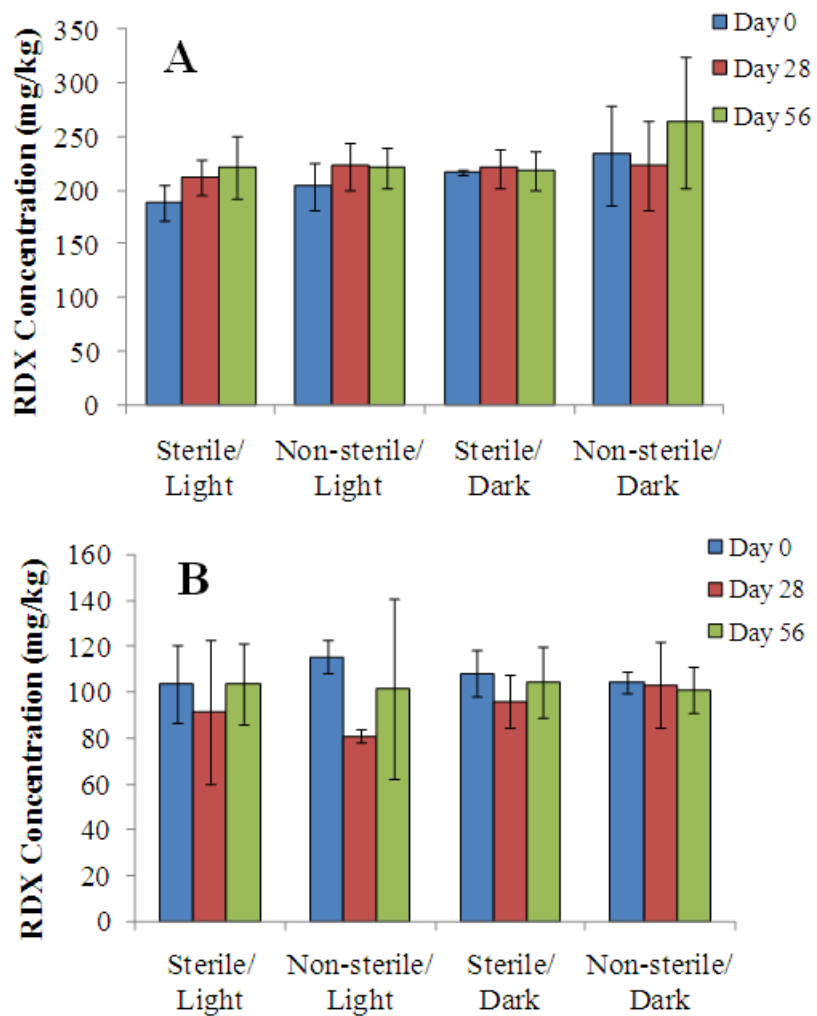 A
RDX Concentration (mg/kg)
350
300
250
200
150
100
50
0
Day 0
Day 28
Day 56
Sterile/ Non-sterile/ Sterile/ Non-sterile/
Light Light Dark Dark
B
RDX Concentration (mg/kg)
160
140
120
100
80
60
40
20
0
Day 0
Day 28
Day 56
Sterile/ Non-sterile/ Sterile/ Non-sterile/
Light Light Dark Dark